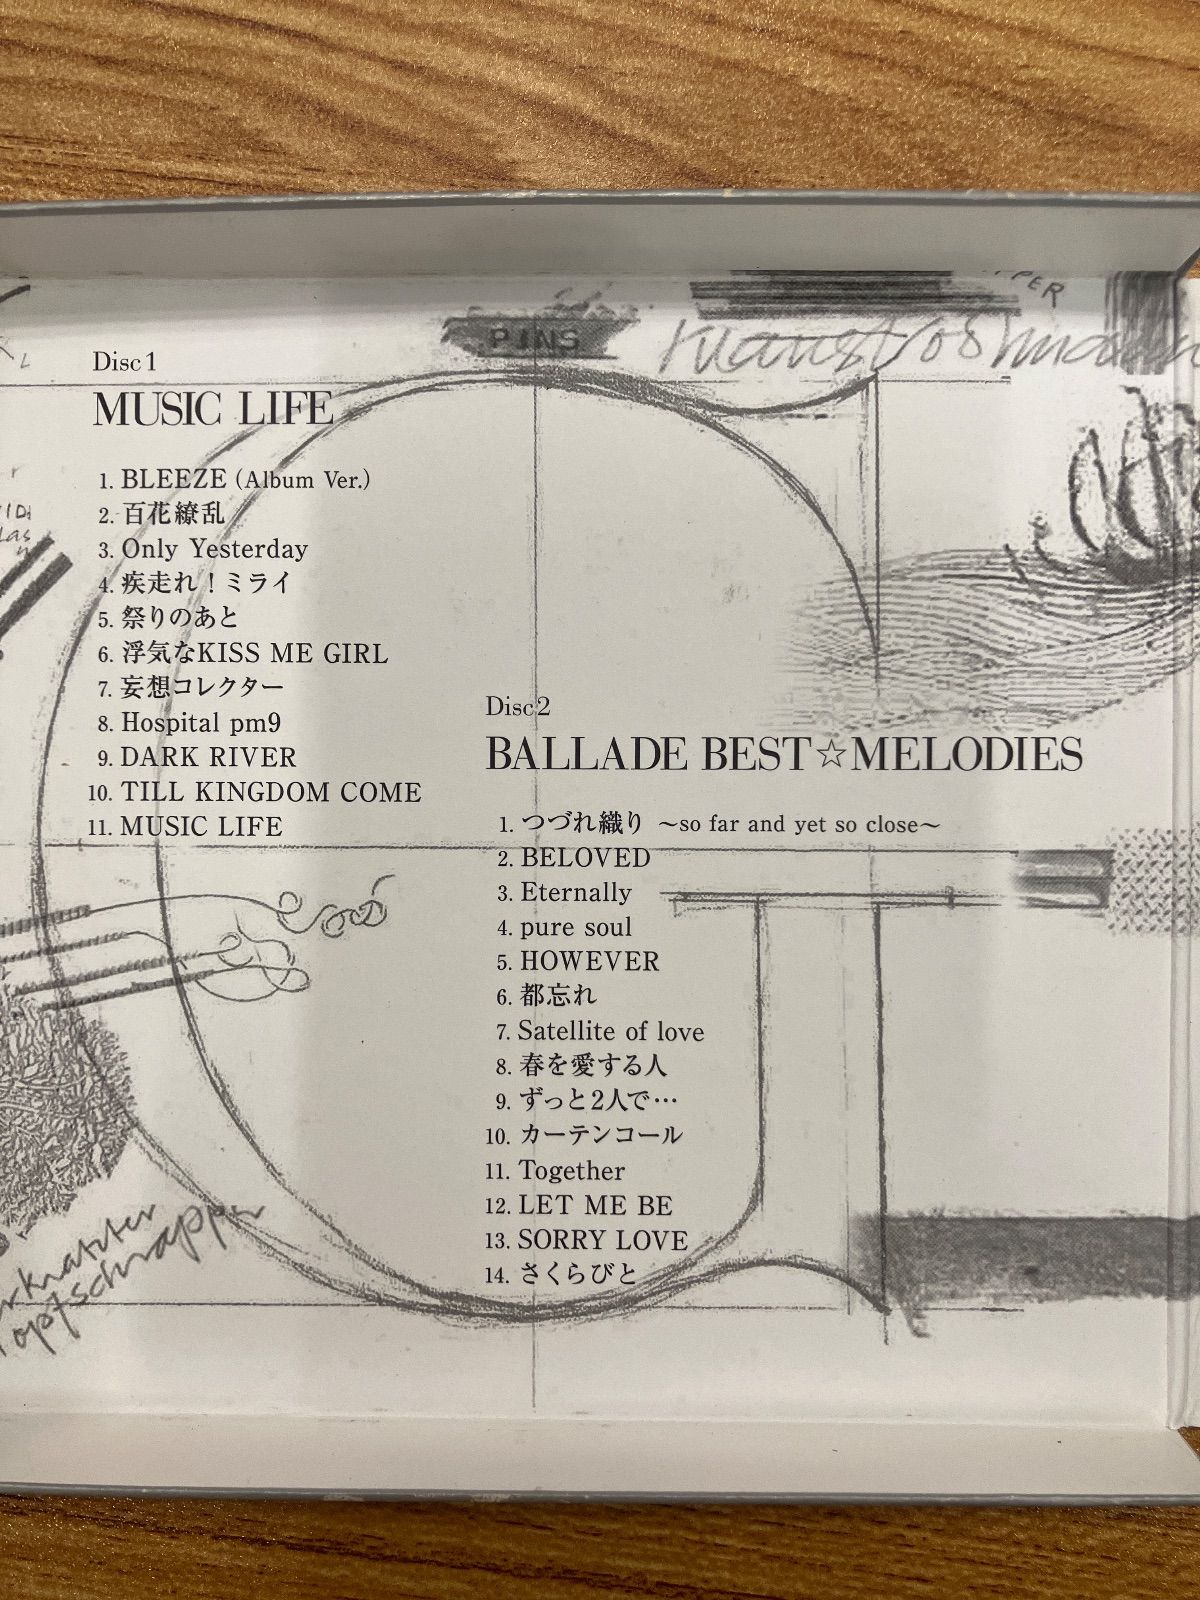 PINS
Disc 1
MUSIC LIFE
1. BLEEZE (Album Ver.)
2. 百花繚乱
3. Only Yesterday
4. 疾走れ！ミライ
5. 祭りのあと
6. 浮気なKISS ME GIRL
7. 妄想コレクター
8. Hospital pm9
9. DARK RIVER
10. TILL KINGDOM COME
11. MUSIC LIFE
Disc 2
BALLADE BEST☆MELODIES
1. つづれ織り ～so far and yet so close～
2. BELOVED
3. Eternally
4. pure soul
5. HOWEVER
6. 都忘れ
7. Satellite of love
8. 春を愛する人
9. ずっと2人で…
10. カーテンコール
11. Together
12. LET ME BE
13. SORRY LOVE
14. さくらびと